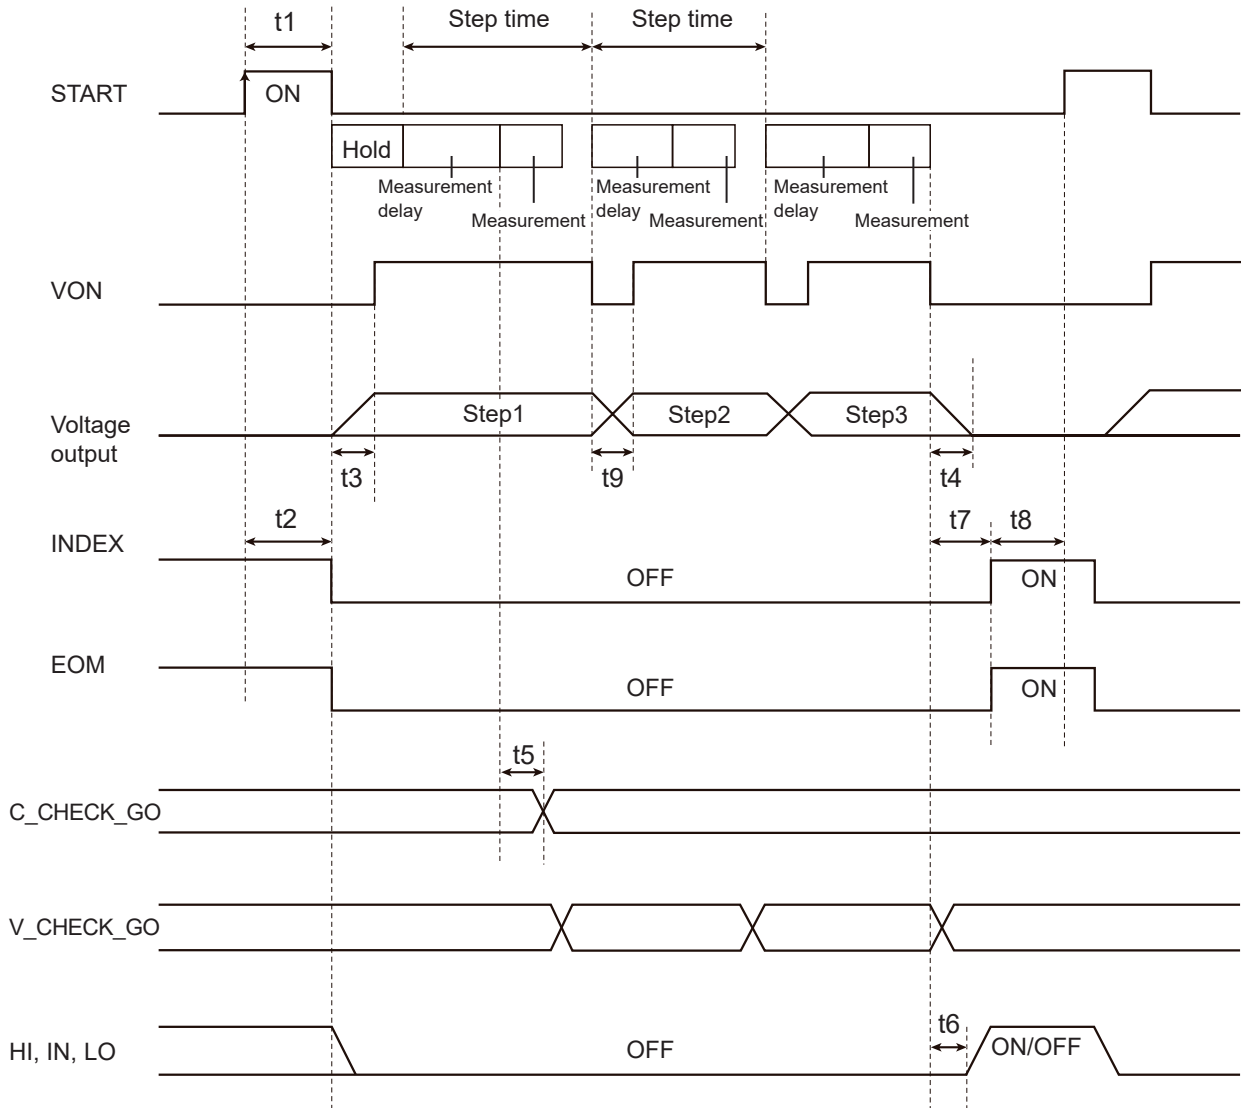 t1
Step time
Step time
START
ON
Hold
Measurement
delay
Measurement
Measurement
delay
Measurement
Measurement
delay
Measurement
VON
Voltage
output
Step1
Step2
Step3
t3
t9
t4
t2
t7
t8
INDEX
OFF
ON
EOM
OFF
ON
t5
C_CHECK_GO
V_CHECK_GO
t6
HI, IN, LO
OFF
ON/OFF